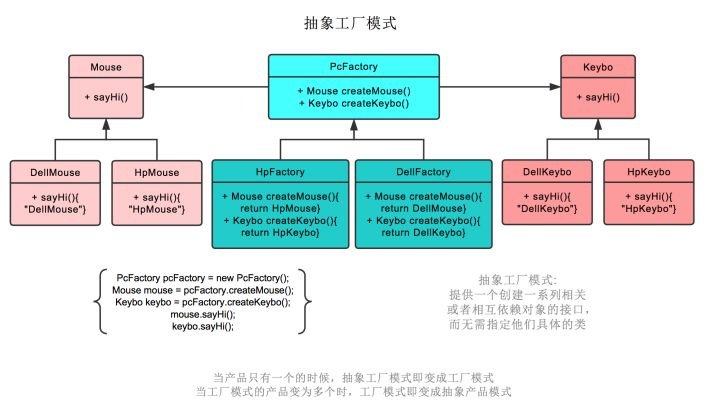 抽象工厂模式
Mouse
+ sayHi()
PcFactory
+ Mouse createMouse()
+ Keybo createKeybo()
Keybo
+ sayHi()
DellMouse
+ sayHi(){
"DellMouse"}
HpMouse
+ sayHi(){
"HpMouse"}
HpFactory
+ Mouse createMouse(){
return HpMouse}
+ Keybo createKeybo(){
return HpKeybo}
DellFactory
+ Mouse createMouse(){
return DellMouse}
+ Keybo createKeybo(){
return DellKeybo}
DellKeybo
+ sayHi(){
"DellKeybo"}
HpKeybo
+ sayHi(){
"HpKeybo"}
PcFactory pcFactory = new PcFactory();
Mouse mouse = pcFactory.createMouse();
Keybo keybo = pcFactory.createKeybo();
mouse.sayHi();
keybo.sayHi();
抽象工厂模式:
提供一个创建一系列相关
或者相互依赖对象的接口，
而无需指定他们具体的类
当产品只有一个的时候，抽象工厂模式即变成工厂模式
当工厂模式的产品变为多个时，工厂模式即变成抽象产品模式